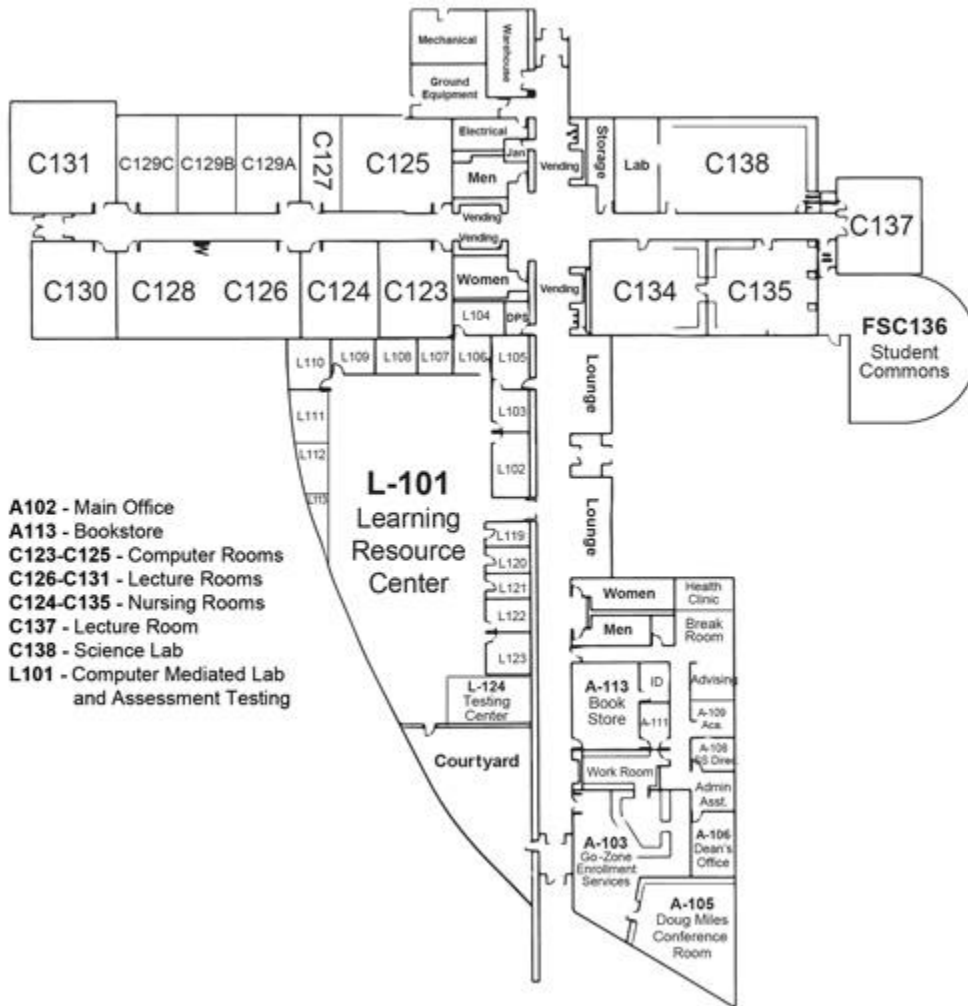 Mechanical
Warehouse
Ground
Equipment
Electrical
Jan
Men
Vending
Storage
Lab
C138
C131
C129C
C129B
C129A
C127
C125
C137
Vending
Vending
C130
C128
C126
C124
C123
Women
L104
DPS
Vending
C134
C135
FSC136
Student
Commons
L110
L109
L108
L107
L106
L105
L103
L102
L111
L112
L113
Lounge
Lounge
L-101
Learning
Resource
Center
L119
L120
L121
L122
L123
L-124
Testing
Center
Courtyard
A102 - Main Office
A113 - Bookstore
C123-C125 - Computer Rooms
C126-C131 - Lecture Rooms
C124-C135 - Nursing Rooms
C137 - Lecture Room
C138 - Science Lab
L101 - Computer Mediated Lab
and Assessment Testing
Women
Health
Clinic
Men
Break
Room
A-113
Book
Store
ID
A-111
Advising
A-109
Aca.
A-108
SS Direc
Work Room
Admin
Asst.
A-103
Go-Zone
Enrollment
Services
A-106
Dean's
Office
A-105
Doug Miles
Conference
Room